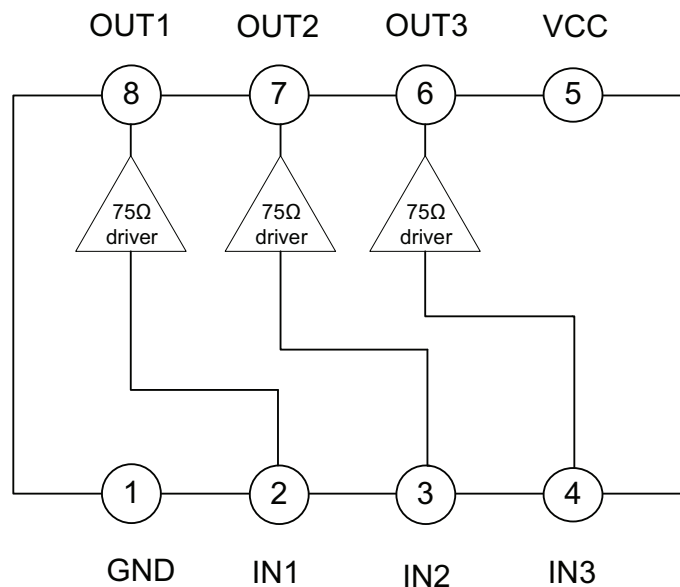 OUT1 OUT2 OUT3 VCC
8 7 6 5
75Ω 75Ω 75Ω
driver driver driver
1 2 3 4
GND IN1 IN2 IN3